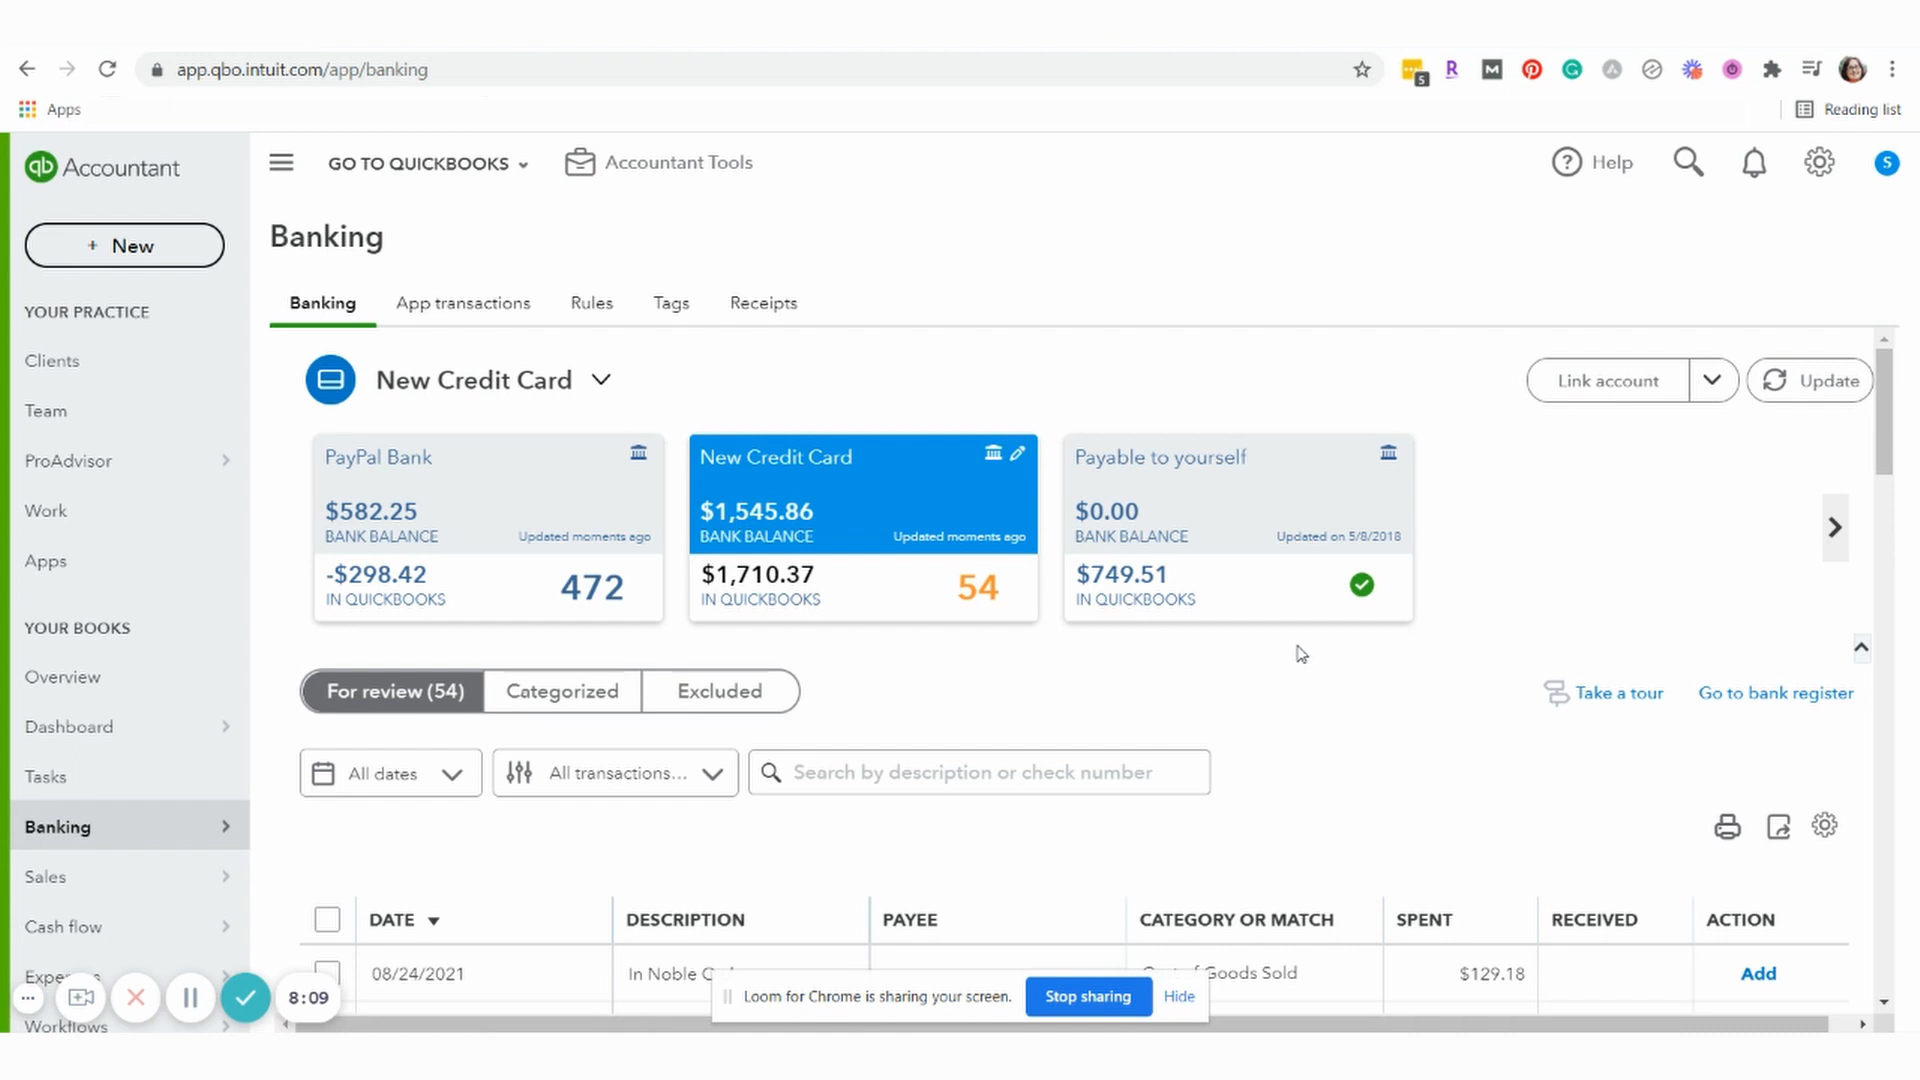 app.qbo.intuit.com/app/banking
5
Apps
Reading list
qb Accountant
GO TO QUICKBOOKS
Accountant Tools
Help
S
+ New
Banking
YOUR PRACTICE
Clients
Team
ProAdvisor
Work
Apps
YOUR BOOKS
Overview
Dashboard
Tasks
Banking
Sales
Cash flow
Workflows
Banking App transactions Rules Tags Receipts
New Credit Card
Link account
Update
PayPal Bank
$582.25
BANK BALANCE
Updated moments ago
-$298.42
IN QUICKBOOKS
472
New Credit Card
$1,545.86
BANK BALANCE
Updated moments ago
$1,710.37
IN QUICKBOOKS
54
Payable to yourself
$0.00
BANK BALANCE
Updated on 5/8/2018
$749.51
IN QUICKBOOKS
For review (54) Categorized Excluded
Take a tour
Go to bank register
All dates
All transactions...
Search by description or check number
DATE DESCRIPTION PAYEE CATEGORY OR MATCH SPENT RECEIVED ACTION
08/24/2021 In Noble Goods Sold $129.18 Add
8:09
Loom for Chrome is sharing your screen. Stop sharing Hide